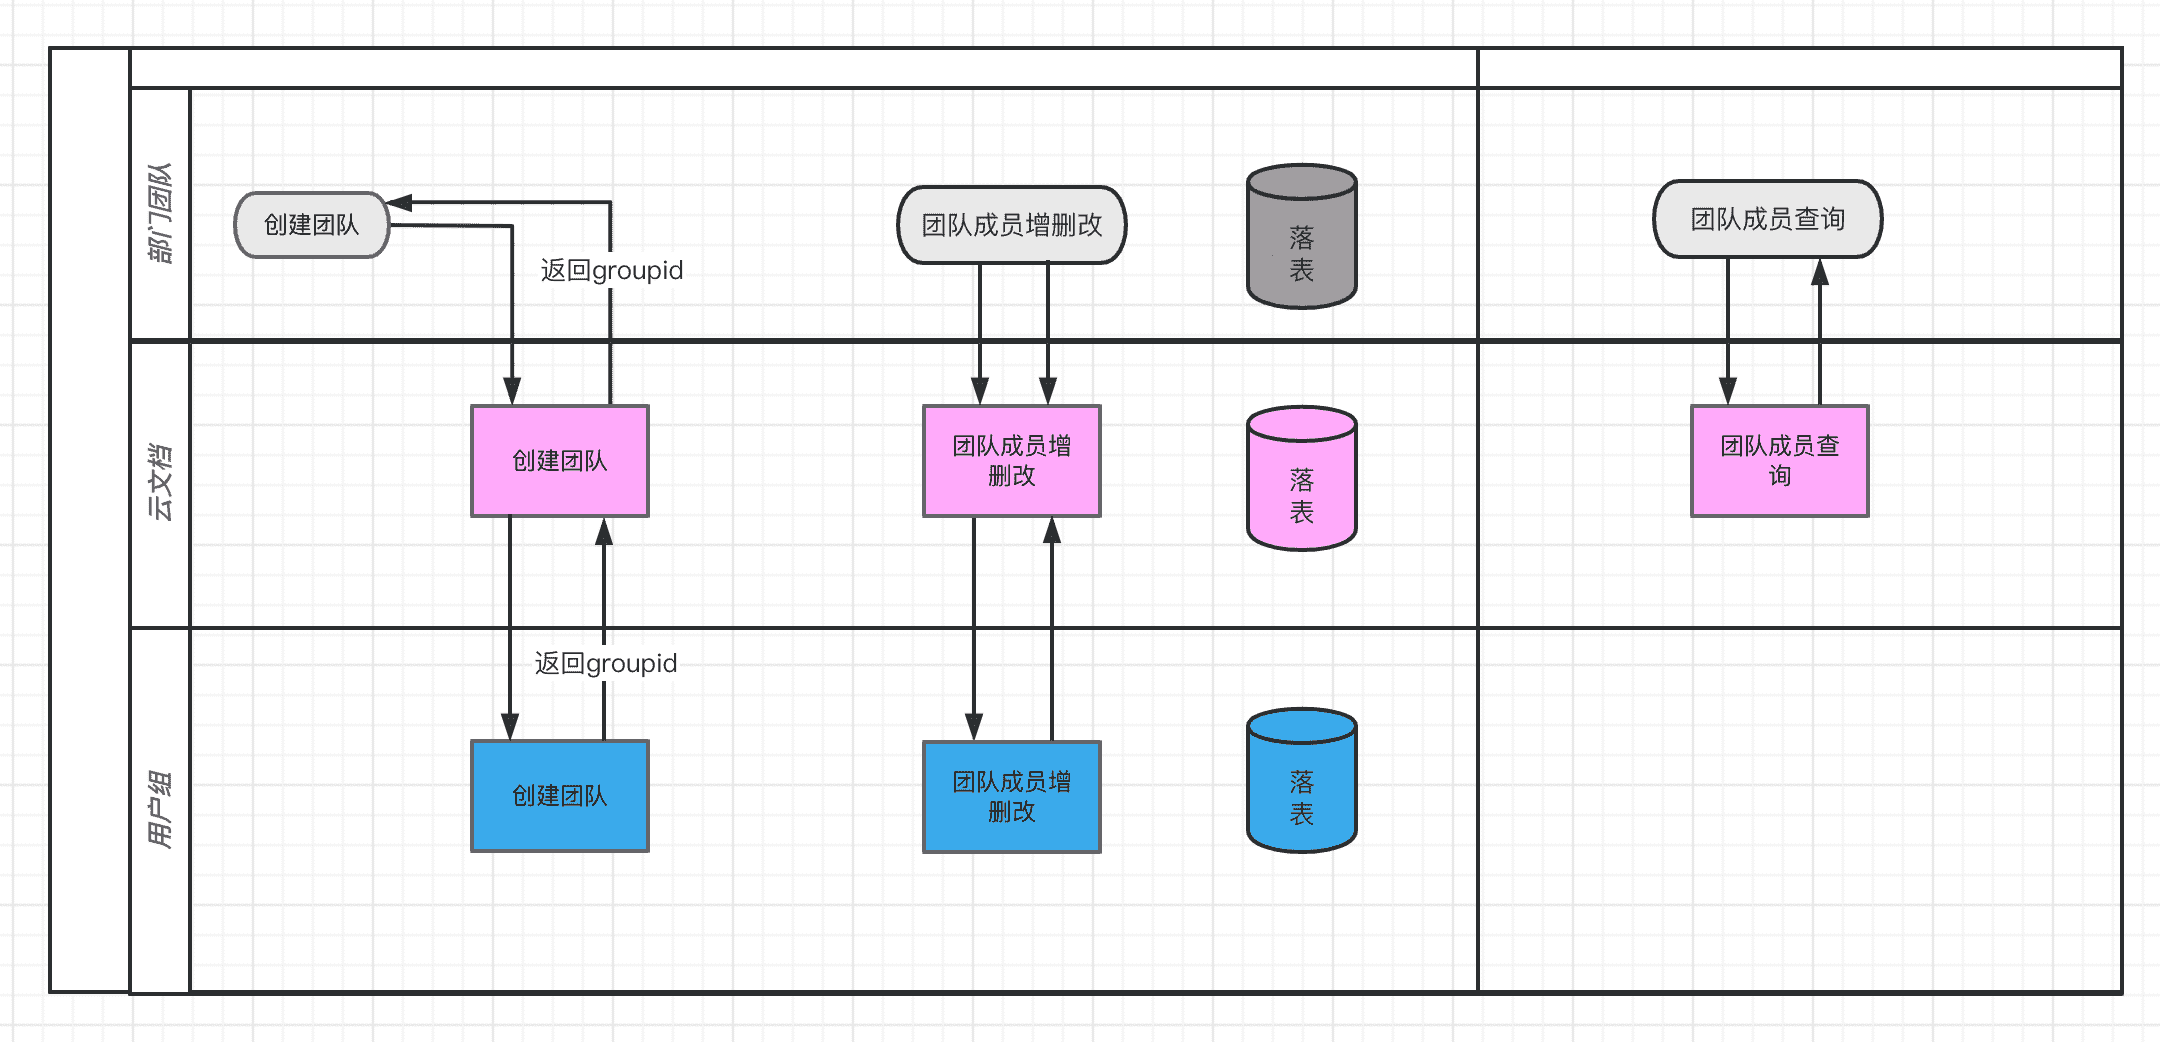 部门团队
创建团队
返回groupid
团队成员增删改
落
表
团队成员查询
云文档
创建团队
团队成员增
删改
落
表
团队成员查
询
用户组
返回groupid
创建团队
团队成员增
删改
落
表